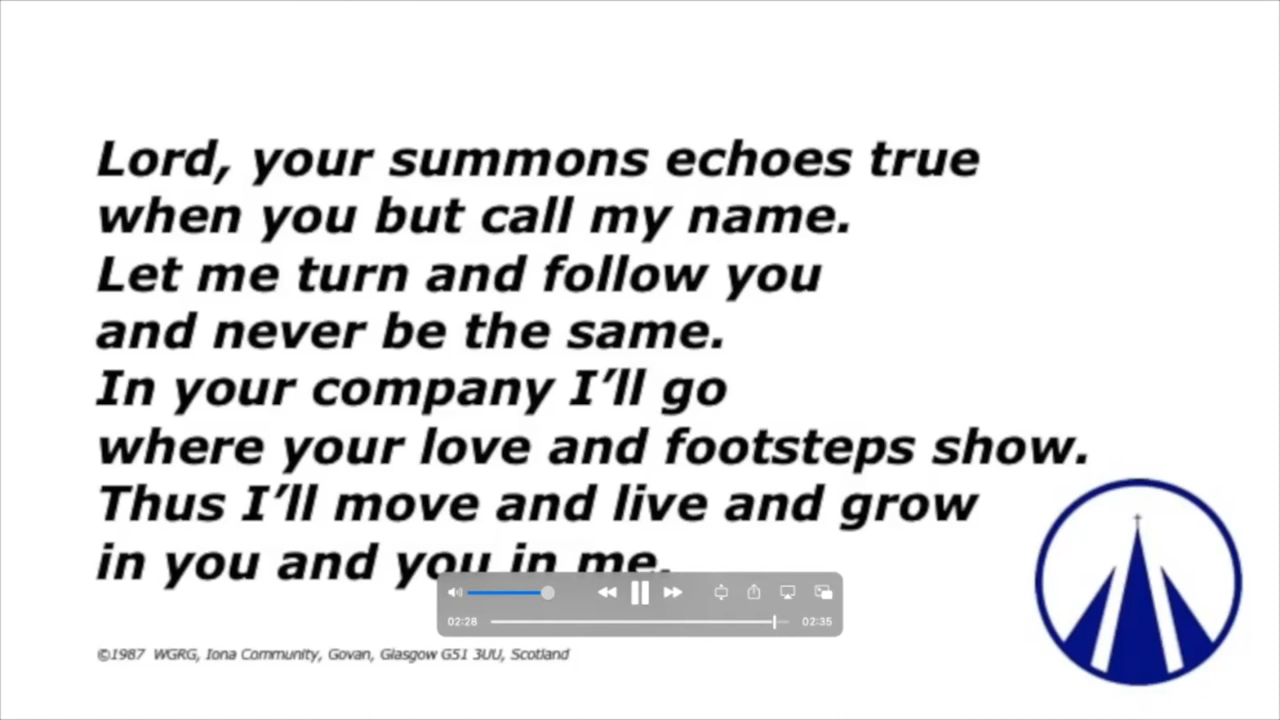 Lord, your summons echoes true
when you but call my name.
Let me turn and follow you
and never be the same.
In your company I’ll go
where your love and footsteps show.
Thus I’ll move and live and grow
in you and you in me.
02:28 02:35
©1987 WGRG, Iona Community, Govan, Glasgow G51 3UU, Scotland